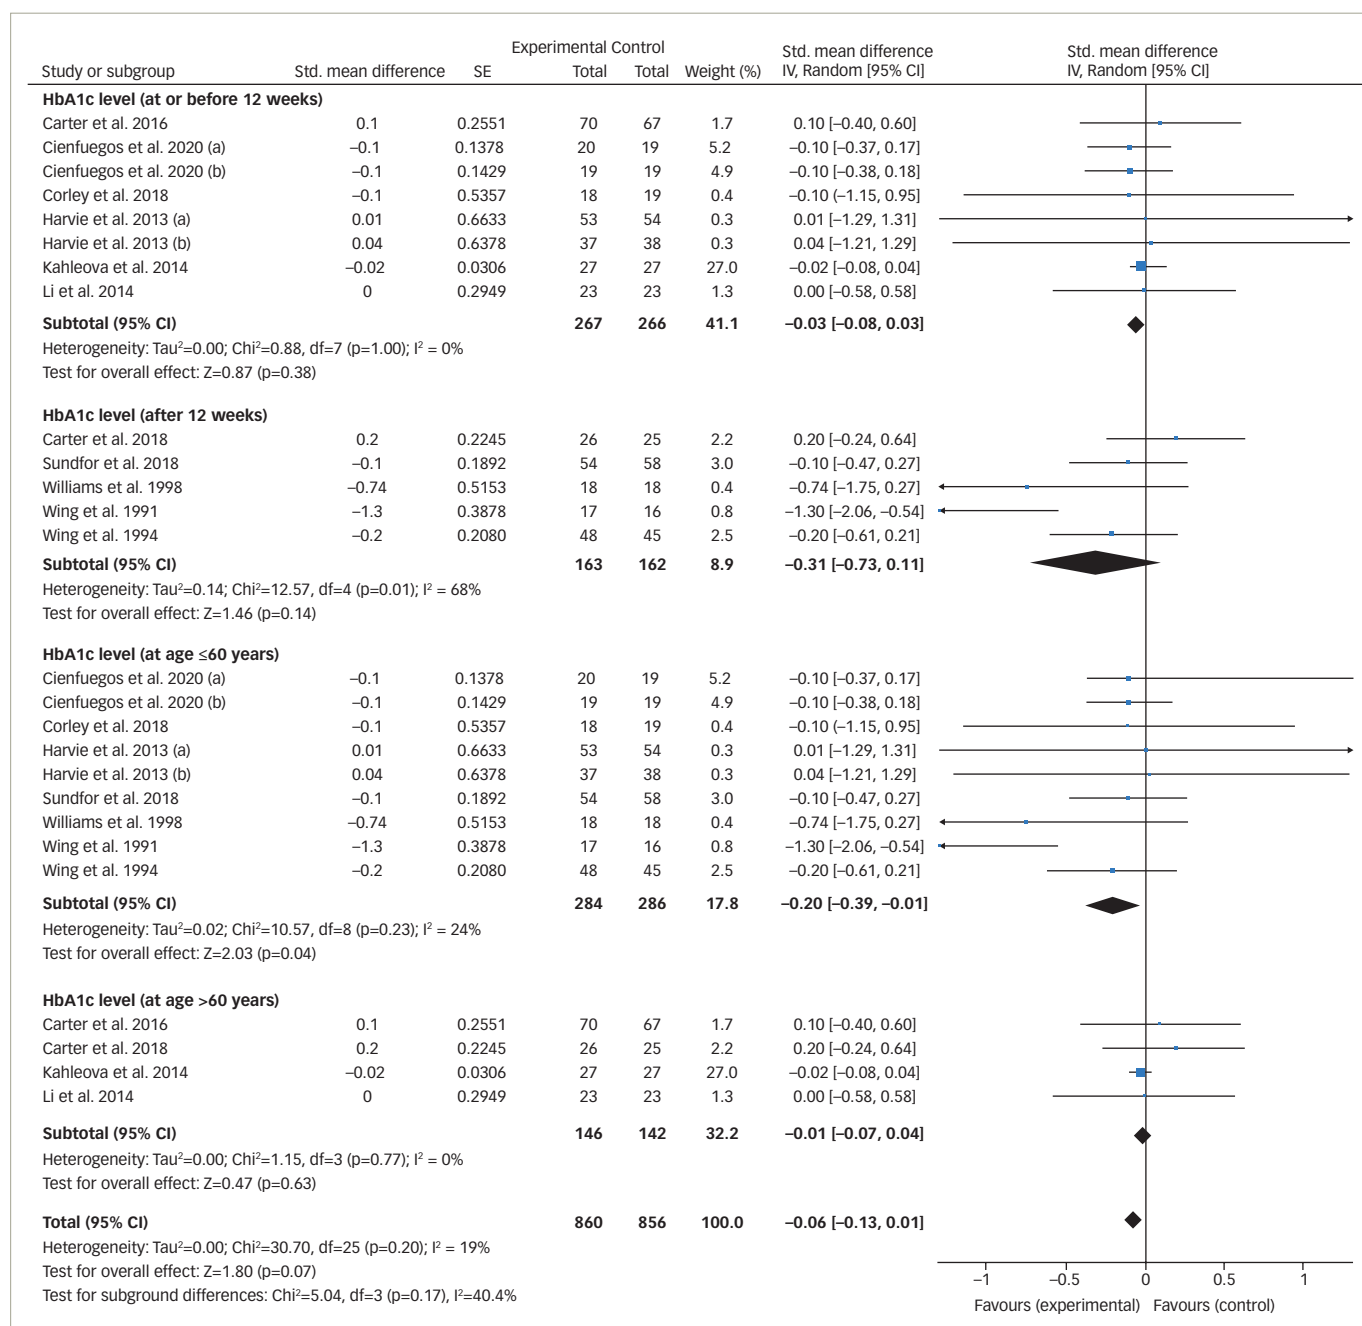 Experimental Control Std. mean difference Std. mean difference
Study or subgroup Std. mean difference SE Total Total Weight (%) IV, Random [95% CI] IV, Random [95% CI]
HbA1c level (at or before 12 weeks)
Carter et al. 2016 0.1 0.2551 70 67 1.7 0.10 [−0.40, 0.60]
Cienfuegos et al. 2020 (a) −0.1 0.1378 20 19 5.2 −0.10 [−0.37, 0.17]
Cienfuegos et al. 2020 (b) −0.1 0.1429 19 19 4.9 −0.10 [−0.38, 0.18]
Corley et al. 2018 −0.1 0.5357 18 19 0.4 −0.10 (−1.15, 0.95]
Harvie et al. 2013 (a) 0.01 0.6633 53 54 0.3 0.01 [−1.29, 1.31]
Harvie et al. 2013 (b) 0.04 0.6378 37 38 0.3 0.04 [−1.21, 1.29]
Kahleova et al. 2014 −0.02 0.0306 27 27 27.0 −0.02 [−0.08, 0.04]
Li et al. 2014 0 0.2949 23 23 1.3 0.00 [−0.58, 0.58]
Subtotal (95% CI) 267 266 41.1 −0.03 [−0.08, 0.03]
Heterogeneity: Tau²=0.00; Chi²=0.88, df=7 (p=1.00); I² = 0%
Test for overall effect: Z=0.87 (p=0.38)
HbA1c level (after 12 weeks)
Carter et al. 2018 0.2 0.2245 26 25 2.2 0.20 [−0.24, 0.64]
Sundfor et al. 2018 −0.1 0.1892 54 58 3.0 −0.10 [−0.47, 0.27]
Williams et al. 1998 −0.74 0.5153 18 18 0.4 −0.74 [−1.75, 0.27]
Wing et al. 1991 −1.3 0.3878 17 16 0.8 −1.30 [−2.06, −0.54]
Wing et al. 1994 −0.2 0.2080 48 45 2.5 −0.20 [−0.61, 0.21]
Subtotal (95% CI) 163 162 8.9 −0.31 [−0.73, 0.11]
Heterogeneity: Tau²=0.14; Chi²=12.57, df=4 (p=0.01); I² = 68%
Test for overall effect: Z=1.46 (p=0.14)
HbA1c level (at age ≤60 years)
Cienfuegos et al. 2020 (a) −0.1 0.1378 20 19 5.2 −0.10 [−0.37, 0.17]
Cienfuegos et al. 2020 (b) −0.1 0.1429 19 19 4.9 −0.10 [−0.38, 0.18]
Corley et al. 2018 −0.1 0.5357 18 19 0.4 −0.10 (−1.15, 0.95]
Harvie et al. 2013 (a) 0.01 0.6633 53 54 0.3 0.01 [−1.29, 1.31]
Harvie et al. 2013 (b) 0.04 0.6378 37 38 0.3 0.04 [−1.21, 1.29]
Sundfor et al. 2018 −0.1 0.1892 54 58 3.0 −0.10 [−0.47, 0.27]
Williams et al. 1998 −0.74 0.5153 18 18 0.4 −0.74 [−1.75, 0.27]
Wing et al. 1991 −1.3 0.3878 17 16 0.8 −1.30 [−2.06, −0.54]
Wing et al. 1994 −0.2 0.2080 48 45 2.5 −0.20 [−0.61, 0.21]
Subtotal (95% CI) 284 286 17.8 −0.20 [−0.39, −0.01]
Heterogeneity: Tau²=0.02; Chi²=10.57, df=8 (p=0.23); I² = 24%
Test for overall effect: Z=2.03 (p=0.04)
HbA1c level (at age >60 years)
Carter et al. 2016 0.1 0.2551 70 67 1.7 0.10 [−0.40, 0.60]
Carter et al. 2018 0.2 0.2245 26 25 2.2 0.20 [−0.24, 0.64]
Kahleova et al. 2014 −0.02 0.0306 27 27 27.0 −0.02 [−0.08, 0.04]
Li et al. 2014 0 0.2949 23 23 1.3 0.00 [−0.58, 0.58]
Subtotal (95% CI) 146 142 32.2 −0.01 [−0.07, 0.04]
Heterogeneity: Tau²=0.00; Chi²=1.15, df=3 (p=0.77); I² = 0%
Test for overall effect: Z=0.47 (p=0.63)
Total (95% CI) 860 856 100.0 −0.06 [−0.13, 0.01]
Heterogeneity: Tau²=0.00; Chi²=30.70, df=25 (p=0.20); I² = 19%
Test for overall effect: Z=1.80 (p=0.07)
Test for subground differences: Chi²=5.04, df=3 (p=0.17), I²=40.4%
−1 −0.5 0 0.5 1
Favours (experimental) Favours (control)